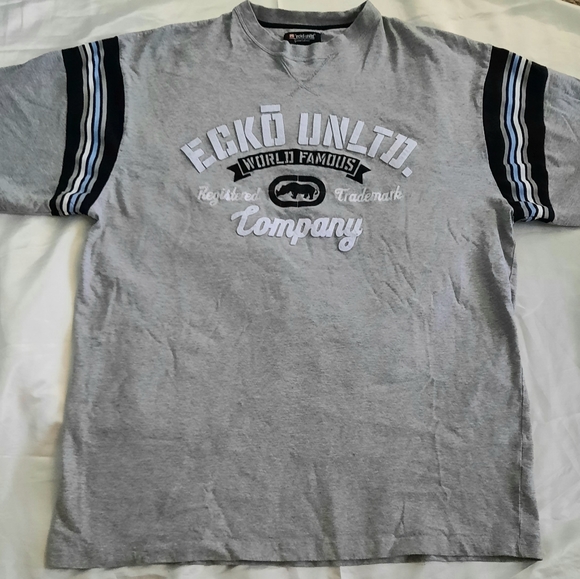 ECKŌ UNLTD.
WORLD FAMOUS
Registered Trademark
Company